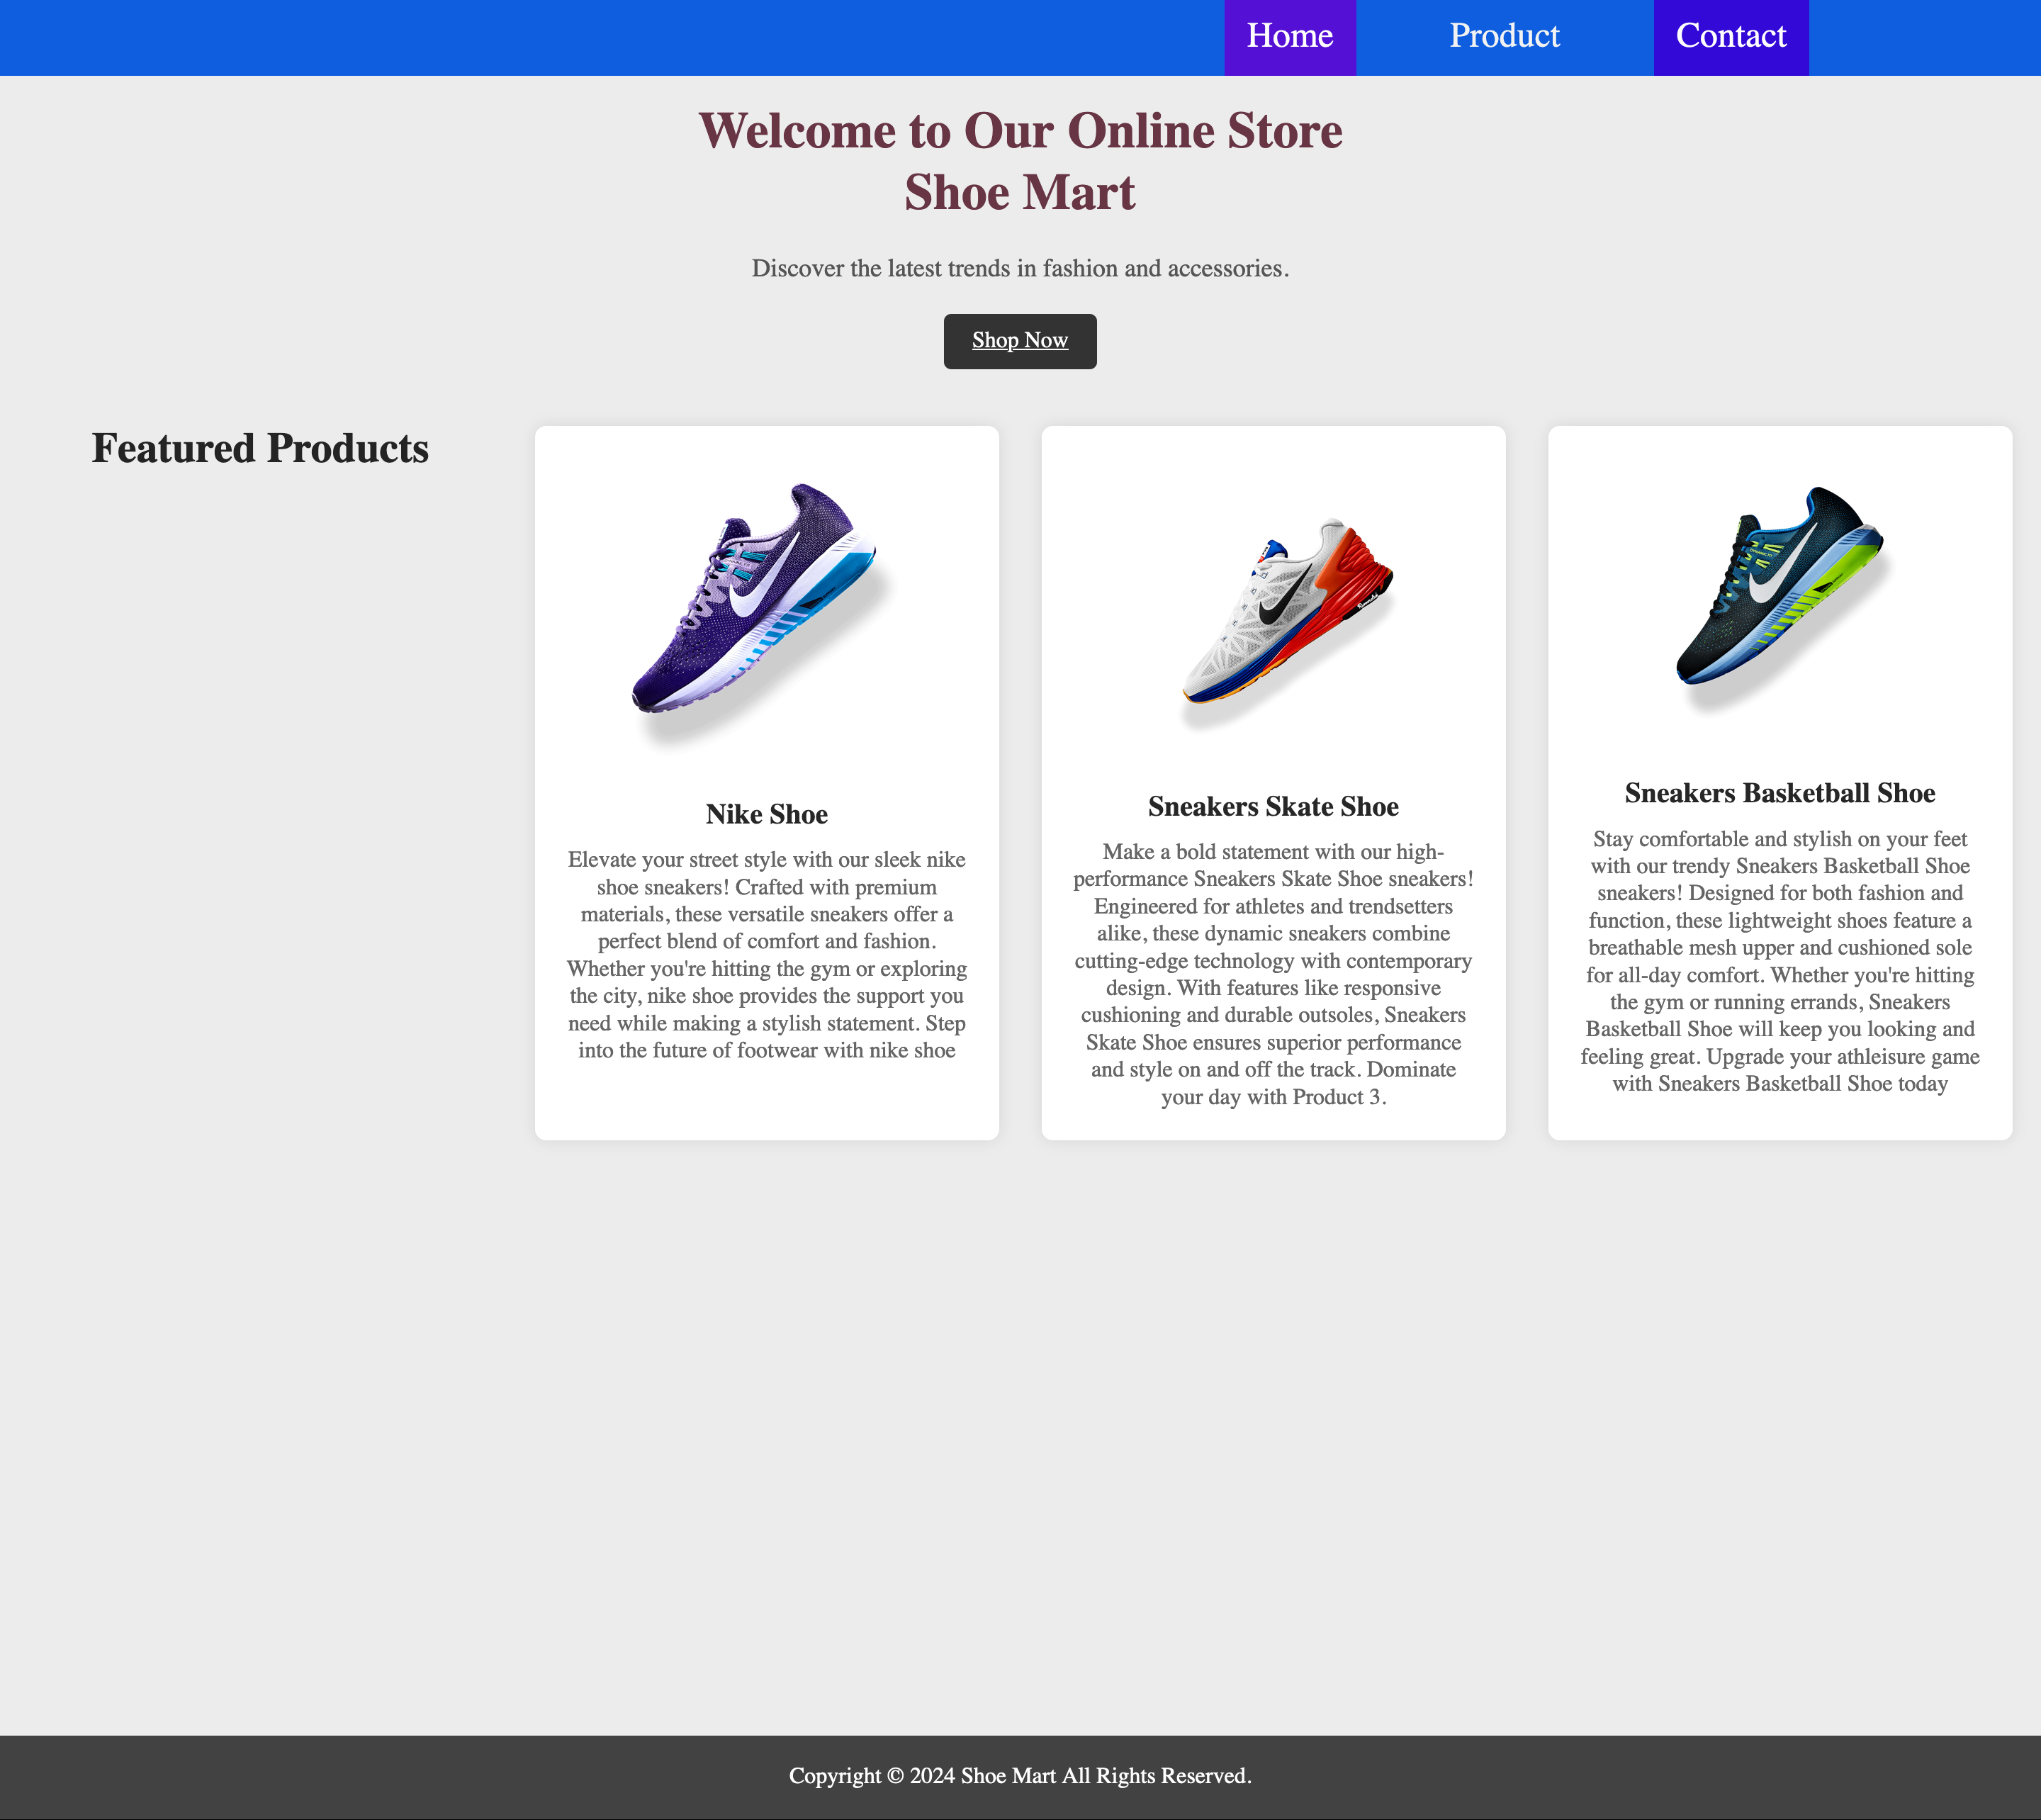 Home Product Contact
Welcome to Our Online Store
Shoe Mart
Discover the latest trends in fashion and accessories.
Shop Now
Featured Products
Nike Shoe
Elevate your street style with our sleek nike
shoe sneakers! Crafted with premium
materials, these versatile sneakers offer a
perfect blend of comfort and fashion.
Whether you're hitting the gym or exploring
the city, nike shoe provides the support you
need while making a stylish statement. Step
into the future of footwear with nike shoe
Sneakers Skate Shoe
Make a bold statement with our high-
performance Sneakers Skate Shoe sneakers!
Engineered for athletes and trendsetters
alike, these dynamic sneakers combine
cutting-edge technology with contemporary
design. With features like responsive
cushioning and durable outsoles, Sneakers
Skate Shoe ensures superior performance
and style on and off the track. Dominate
your day with Product 3.
Sneakers Basketball Shoe
Stay comfortable and stylish on your feet
with our trendy Sneakers Basketball Shoe
sneakers! Designed for both fashion and
function, these lightweight shoes feature a
breathable mesh upper and cushioned sole
for all-day comfort. Whether you're hitting
the gym or running errands, Sneakers
Basketball Shoe will keep you looking and
feeling great. Upgrade your athleisure game
with Sneakers Basketball Shoe today
Copyright © 2024 Shoe Mart All Rights Reserved.